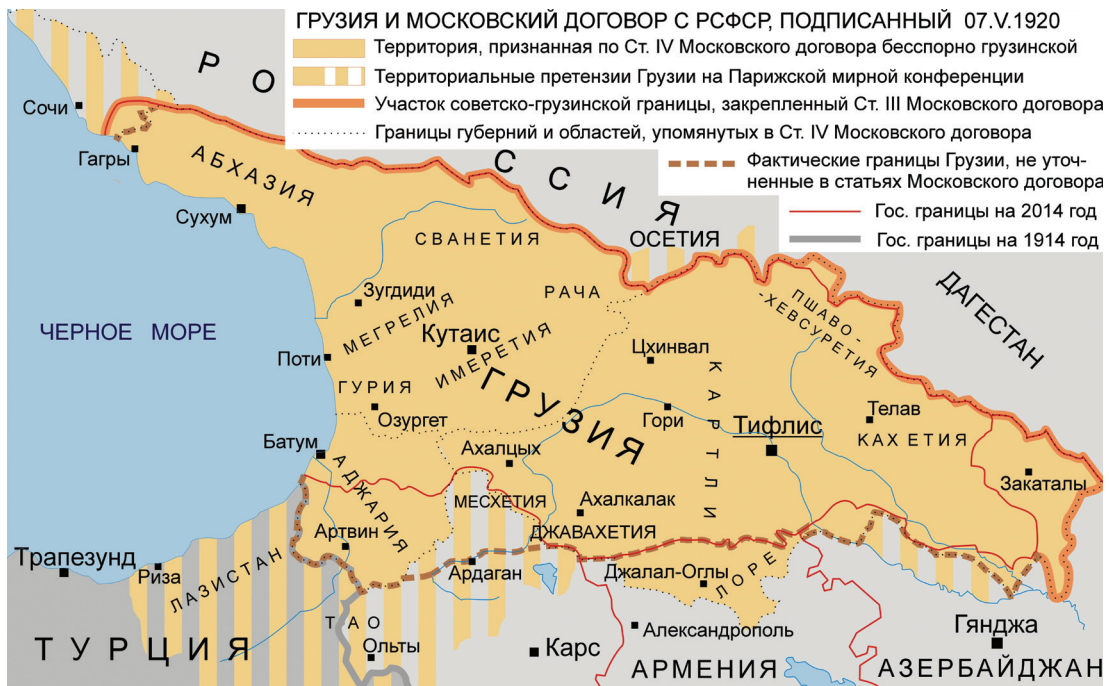 ГРУЗИЯ И МОСКОВСКИЙ ДОГОВОР С РСФСР, ПОДПИСАННЫЙ 07.V.1920
Территория, признанная по Ст. IV Московского договора бесспорно грузинской
Территориальные претензии Грузии на Парижской мирной конференции
Участок советско-грузинской границы, закрепленный Ст. III Московского договора
Границы губерний и областей, упомянутых в Ст. IV Московского договора
Фактические границы Грузии, не уточ-
ненные в статьях Московского договора
Гос. границы на 2014 год
Гос. границы на 1914 год
РОССИЯ
Сочи
Гагры
АБХАЗИЯ
Сухум
СВАНЕТИЯ
ОСЕТИЯ
ДАГЕСТАН
Зугдиди
МЕГРЕЛИЯ
РАЧА
ПШАВО-
-ХЕВСУРЕТИЯ
ЧЕРНОЕ МОРЕ
Поти
Кутаис
ИМЕРЕТИЯ
Цхинвал
КАРТЛИ
ГУРИЯ
Озургет
ГРУЗИЯ
Гори
Тифлис
Телав
КАХЕТИЯ
Батум
АДЖАРИЯ
Ахалцых
Закаталы
МЕСХЕТИЯ
Ахалкалак
ДЖАВАХЕТИЯ
Артвин
Трапезунд
Риза
ЛАЗИСТАН
Ардаган
Джалал-Оглы
ЛОРЕ
ТАО
Ольты
ТУРЦИЯ
Карс
Александрополь
АРМЕНИЯ
Гянджа
АЗЕРБАЙДЖАН